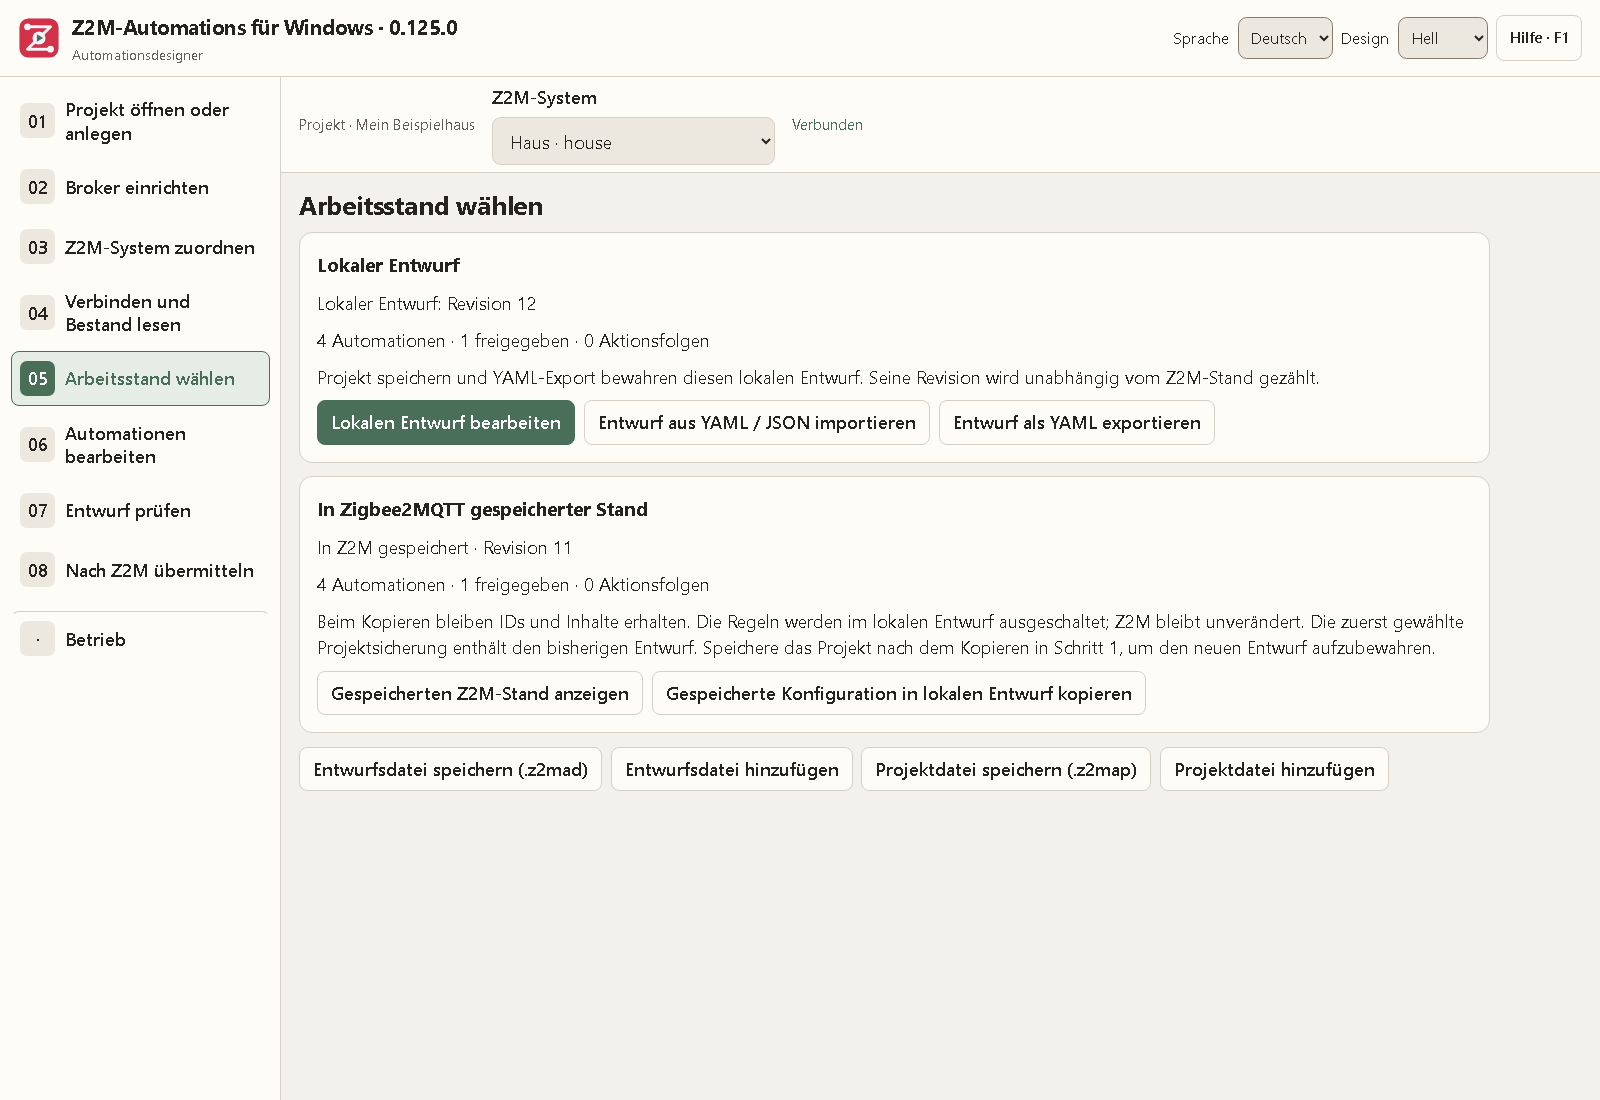 Z2M-Automations für Windows · 0.125.0
Automationsdesigner
Sprache
Deutsch
Design
Hell
Hilfe · F1
01 Projekt öffnen oder
anlegen
02 Broker einrichten
03 Z2M-System zuordnen
04 Verbinden und
Bestand lesen
05 Arbeitsstand wählen
06 Automationen
bearbeiten
07 Entwurf prüfen
08 Nach Z2M übermitteln
· Betrieb
Projekt · Mein Beispielhaus
Z2M-System
Haus · house
Verbunden
Arbeitsstand wählen
Lokaler Entwurf
Lokaler Entwurf: Revision 12
4 Automationen · 1 freigegeben · 0 Aktionsfolgen
Projekt speichern und YAML-Export bewahren diesen lokalen Entwurf. Seine Revision wird unabhängig vom Z2M-Stand gezählt.
Lokalen Entwurf bearbeiten
Entwurf aus YAML / JSON importieren
Entwurf als YAML exportieren
In Zigbee2MQTT gespeicherter Stand
In Z2M gespeichert · Revision 11
4 Automationen · 1 freigegeben · 0 Aktionsfolgen
Beim Kopieren bleiben IDs und Inhalte erhalten. Die Regeln werden im lokalen Entwurf ausgeschaltet; Z2M bleibt unverändert. Die zuerst gewählte
Projektsicherung enthält den bisherigen Entwurf. Speichere das Projekt nach dem Kopieren in Schritt 1, um den neuen Entwurf aufzubewahren.
Gespeicherten Z2M-Stand anzeigen
Gespeicherte Konfiguration in lokalen Entwurf kopieren
Entwurfsdatei speichern (.z2mad)
Entwurfsdatei hinzufügen
Projektdatei speichern (.z2map)
Projektdatei hinzufügen